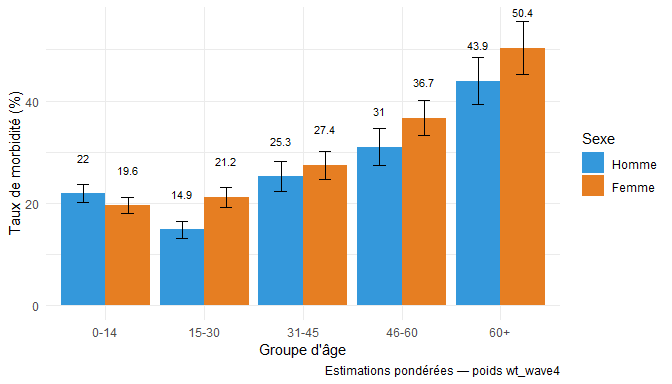 50.4
43.9
36.7
31
27.4
25.3
22
21.2
19.6
14.9
Taux de morbidité (%)
40
20
0
0-14 15-30 31-45 46-60 60+
Groupe d'âge
Estimations pondérées — poids wt_wave4
Sexe
Homme
Femme